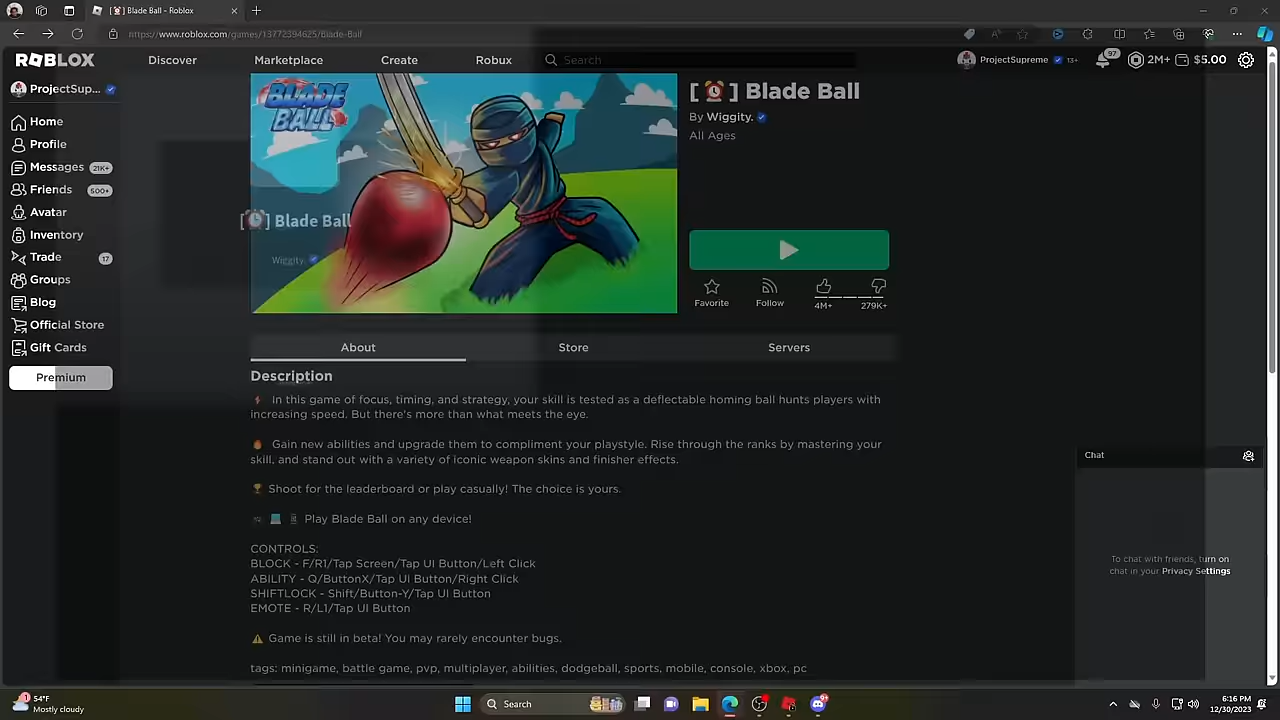 [⏰] Blade Ball - Roblox
https://www.roblox.com/games/13772394625/Blade-Ball
ROBLOX
Discover
Marketplace
Create
Robux
Search
ProjectSupreme
13+
97
2M+
$5.00
ProjectSup...
Home
Profile
Messages 21K+
Friends 500+
Avatar
Inventory
Trade 17
Groups
Blog
Official Store
Gift Cards
Premium
BLADE
BALL
[⏰] Blade Ball
Wiggity.
[⏰] Blade Ball
By Wiggity.
All Ages
Favorite
Follow
4M+
279K+
About
Store
Servers
Description
⚡ In this game of focus, timing, and strategy, your skill is tested as a deflectable homing ball hunts players with
increasing speed. But there's more than what meets the eye.
🔥 Gain new abilities and upgrade them to compliment your playstyle. Rise through the ranks by mastering your
skill, and stand out with a variety of iconic weapon skins and finisher effects.
🏆 Shoot for the leaderboard or play casually! The choice is yours.
🎮 💻 📱 Play Blade Ball on any device!
CONTROLS:
BLOCK - F/R1/Tap Screen/Tap UI Button/Left Click
ABILITY - Q/ButtonX/Tap UI Button/Right Click
SHIFTLOCK - Shift/Button-Y/Tap UI Button
EMOTE - R/L1/Tap UI Button
⚠️ Game is still in beta! You may rarely encounter bugs.
tags: minigame, battle game, pvp, multiplayer, abilities, dodgeball, sports, mobile, console, xbox, pc
Chat
To chat with friends, turn on
chat in your Privacy Settings
1
54°F
Mostly cloudy
Search
6:16 PM
12/30/2023